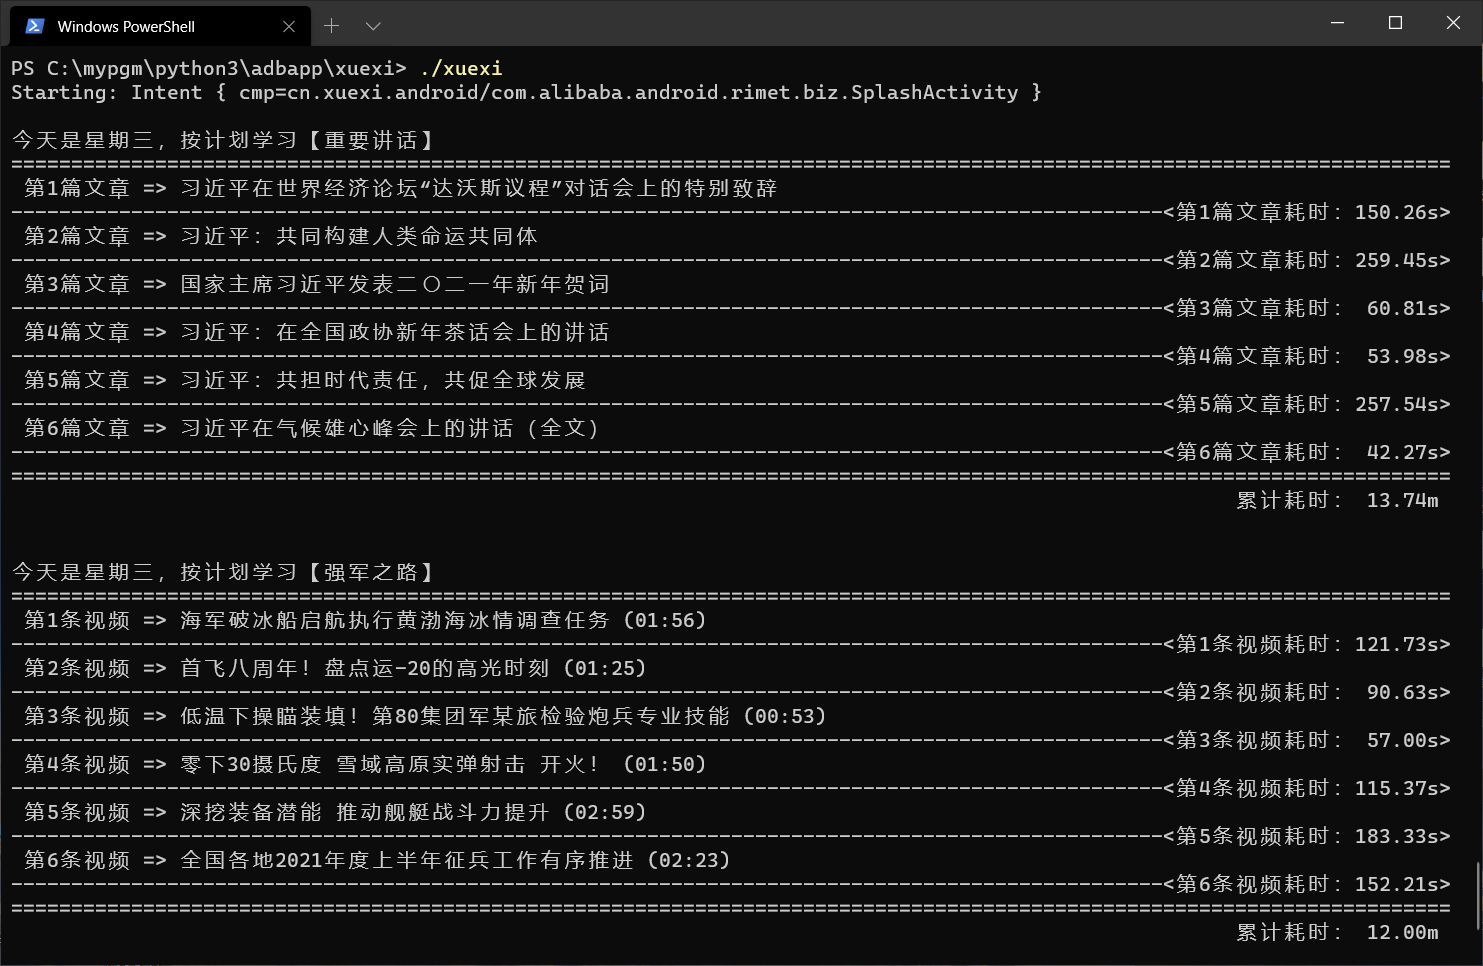 Windows PowerShell
PS C:\mypgm\python3\adbapp\xuexi> ./xuexi
Starting: Intent { cmp=cn.xuexi.android/com.alibaba.android.rimet.biz.SplashActivity }
今天是星期三，按计划学习【重要讲话】
========================================================================================================================
第1篇文章 => 习近平在世界经济论坛“达沃斯议程”对话会上的特别致辞
------------------------------------------------------------------------------------------------<第1篇文章耗时：150.26s>
第2篇文章 => 习近平：共同构建人类命运共同体
------------------------------------------------------------------------------------------------<第2篇文章耗时：259.45s>
第3篇文章 => 国家主席习近平发表二〇二一年新年贺词
------------------------------------------------------------------------------------------------<第3篇文章耗时： 60.81s>
第4篇文章 => 习近平：在全国政协新年茶话会上的讲话
------------------------------------------------------------------------------------------------<第4篇文章耗时： 53.98s>
第5篇文章 => 习近平：共担时代责任，共促全球发展
------------------------------------------------------------------------------------------------<第5篇文章耗时：257.54s>
第6篇文章 => 习近平在气候雄心峰会上的讲话（全文）
------------------------------------------------------------------------------------------------<第6篇文章耗时： 42.27s>
========================================================================================================================
累计耗时： 13.74m
今天是星期三，按计划学习【强军之路】
========================================================================================================================
第1条视频 => 海军破冰船启航执行黄渤海冰情调查任务 (01:56)
------------------------------------------------------------------------------------------------<第1条视频耗时：121.73s>
第2条视频 => 首飞八周年！盘点运-20的高光时刻 (01:25)
------------------------------------------------------------------------------------------------<第2条视频耗时： 90.63s>
第3条视频 => 低温下操瞄装填！第80集团军某旅检验炮兵专业技能 (00:53)
------------------------------------------------------------------------------------------------<第3条视频耗时： 57.00s>
第4条视频 => 零下30摄氏度 雪域高原实弹射击 开火！ (01:50)
------------------------------------------------------------------------------------------------<第4条视频耗时：115.37s>
第5条视频 => 深挖装备潜能 推动舰艇战斗力提升 (02:59)
------------------------------------------------------------------------------------------------<第5条视频耗时：183.33s>
第6条视频 => 全国各地2021年度上半年征兵工作有序推进 (02:23)
------------------------------------------------------------------------------------------------<第6条视频耗时：152.21s>
========================================================================================================================
累计耗时： 12.00m